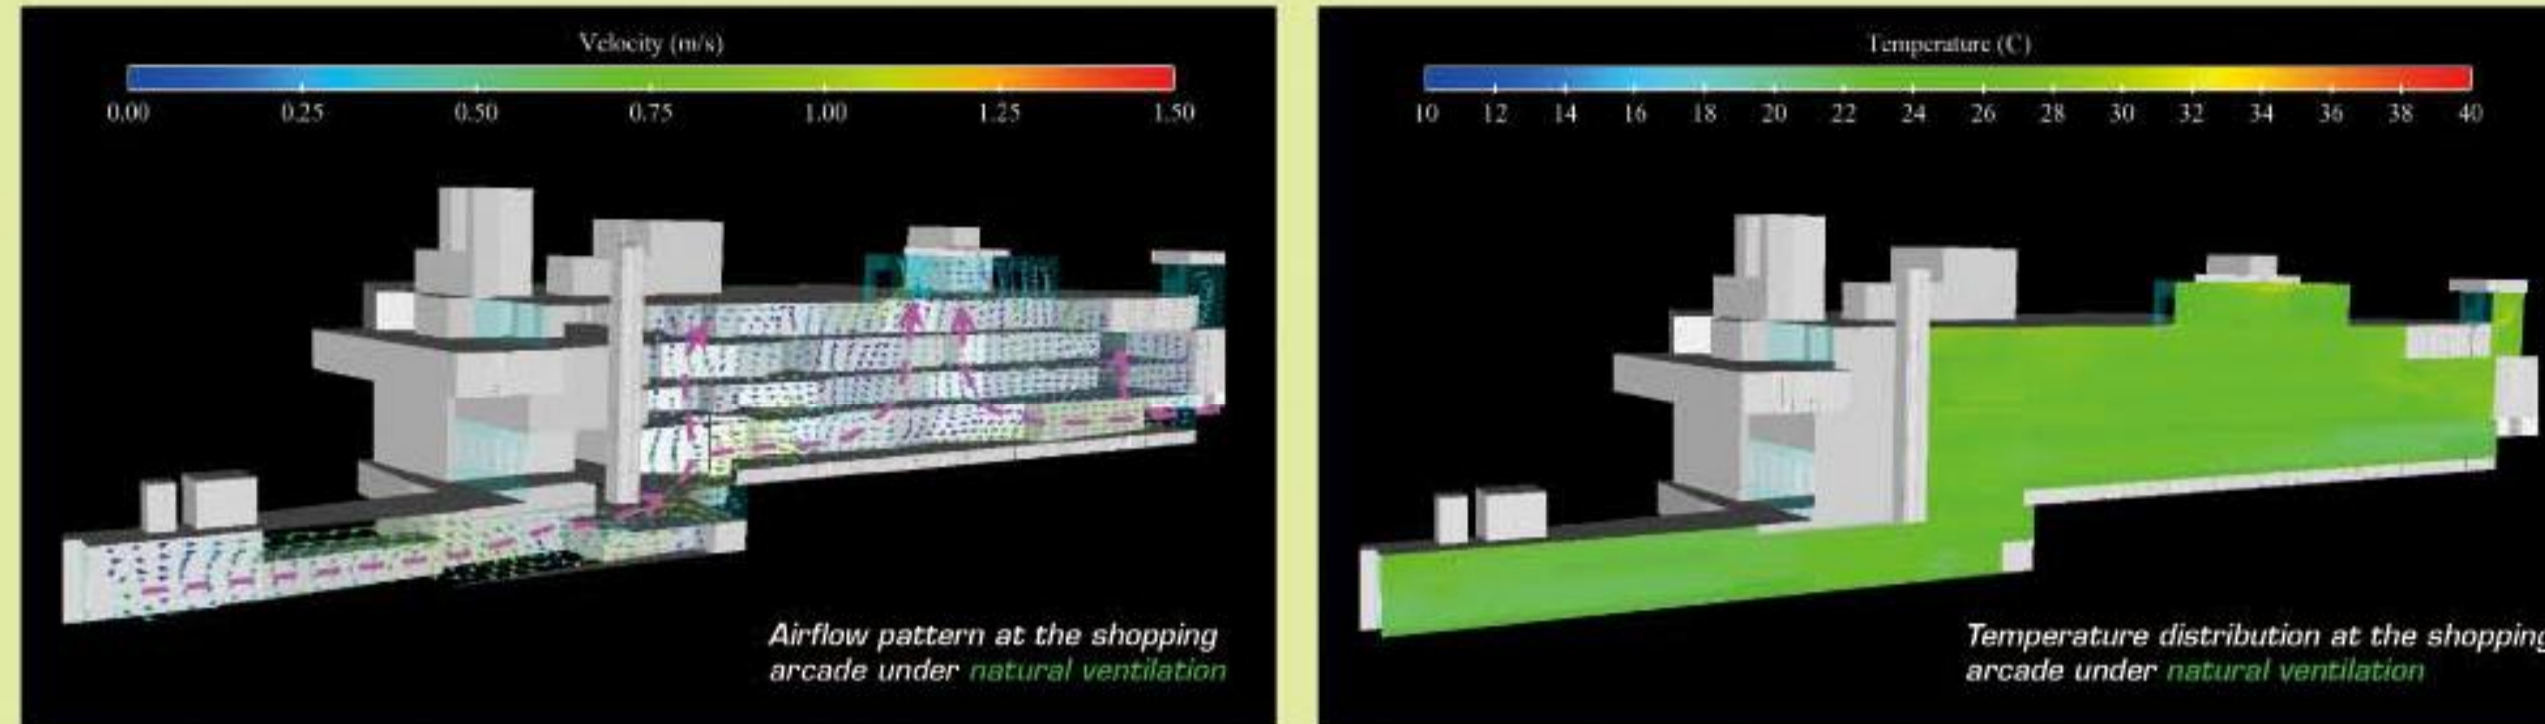 Velocity (m/s)
0.00 0.25 0.50 0.75 1.00 1.25 1.50
Airflow pattern at the shopping
arcade under natural ventilation
Temperature (C)
10 12 14 16 18 20 22 24 26 28 30 32 34 36 38 40
Temperature distribution at the shopping
arcade under natural ventilation